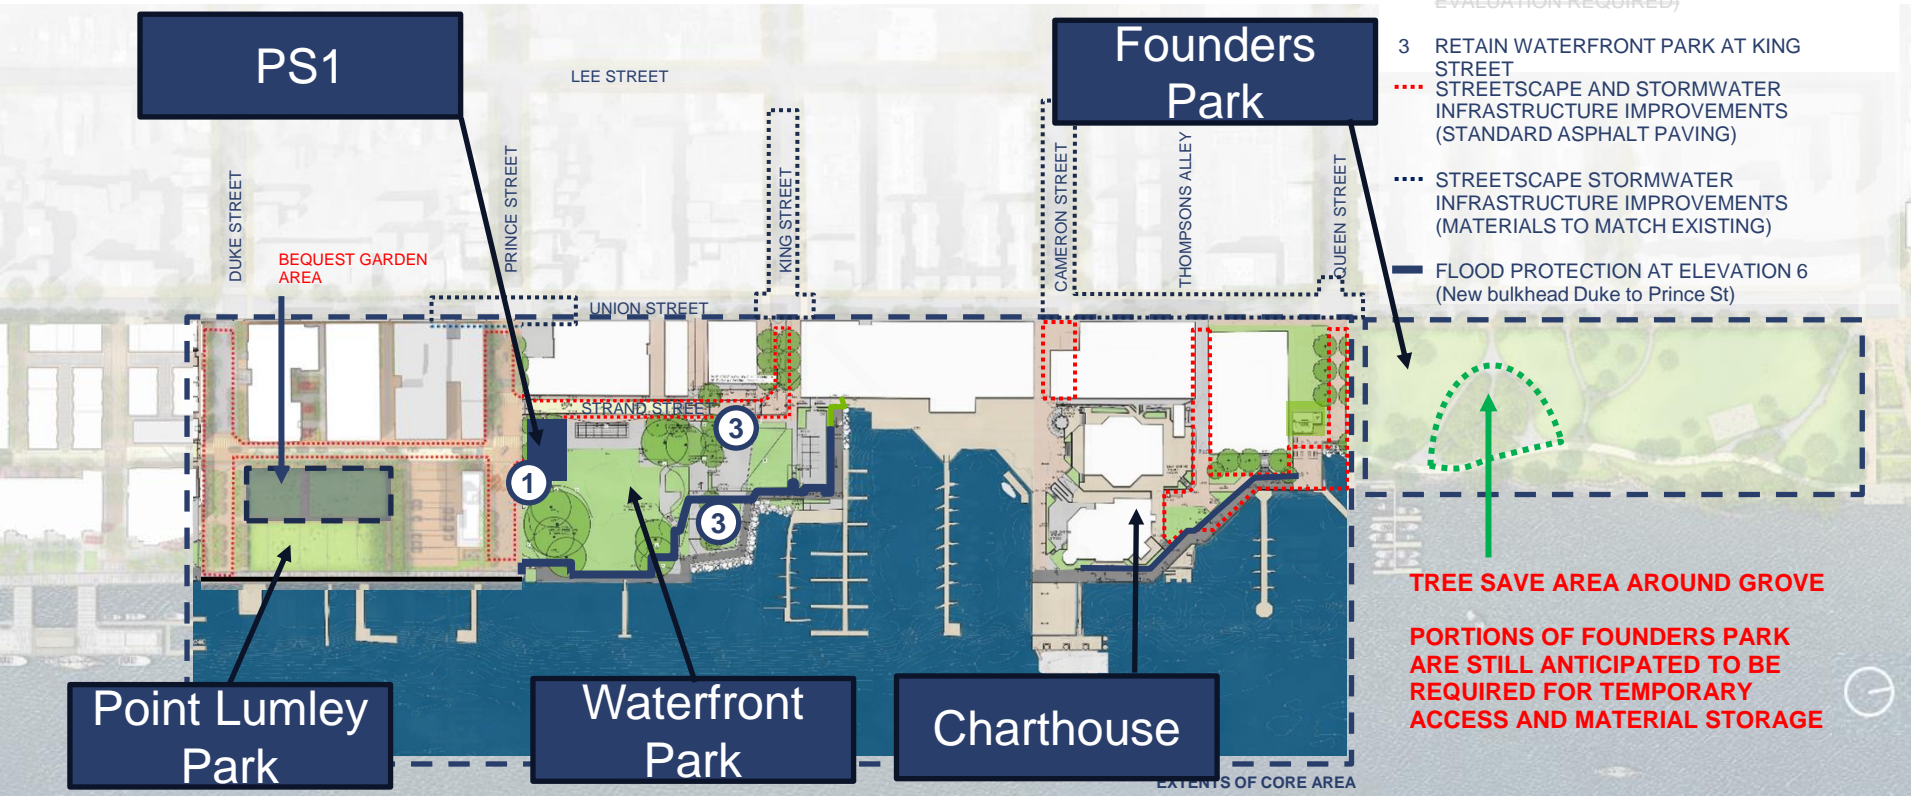 EVALUATION REQUIRED)
3 RETAIN WATERFRONT PARK AT KING
STREET
STREETSCAPE AND STORMWATER
INFRASTRUCTURE IMPROVEMENTS
(STANDARD ASPHALT PAVING)
STREETSCAPE STORMWATER
INFRASTRUCTURE IMPROVEMENTS
(MATERIALS TO MATCH EXISTING)
FLOOD PROTECTION AT ELEVATION 6
(New bulkhead Duke to Prince St)
PS1
Founders
Park
LEE STREET
DUKE STREET
PRINCE STREET
KING STREET
CAMERON STREET
THOMPSONS ALLEY
QUEEN STREET
BEQUEST GARDEN
AREA
UNION STREET
STRAND STREET
3
1
3
TREE SAVE AREA AROUND GROVE
PORTIONS OF FOUNDERS PARK
ARE STILL ANTICIPATED TO BE
REQUIRED FOR TEMPORARY
ACCESS AND MATERIAL STORAGE
Point Lumley
Park
Waterfront
Park
Charthouse
EXTENTS OF CORE AREA